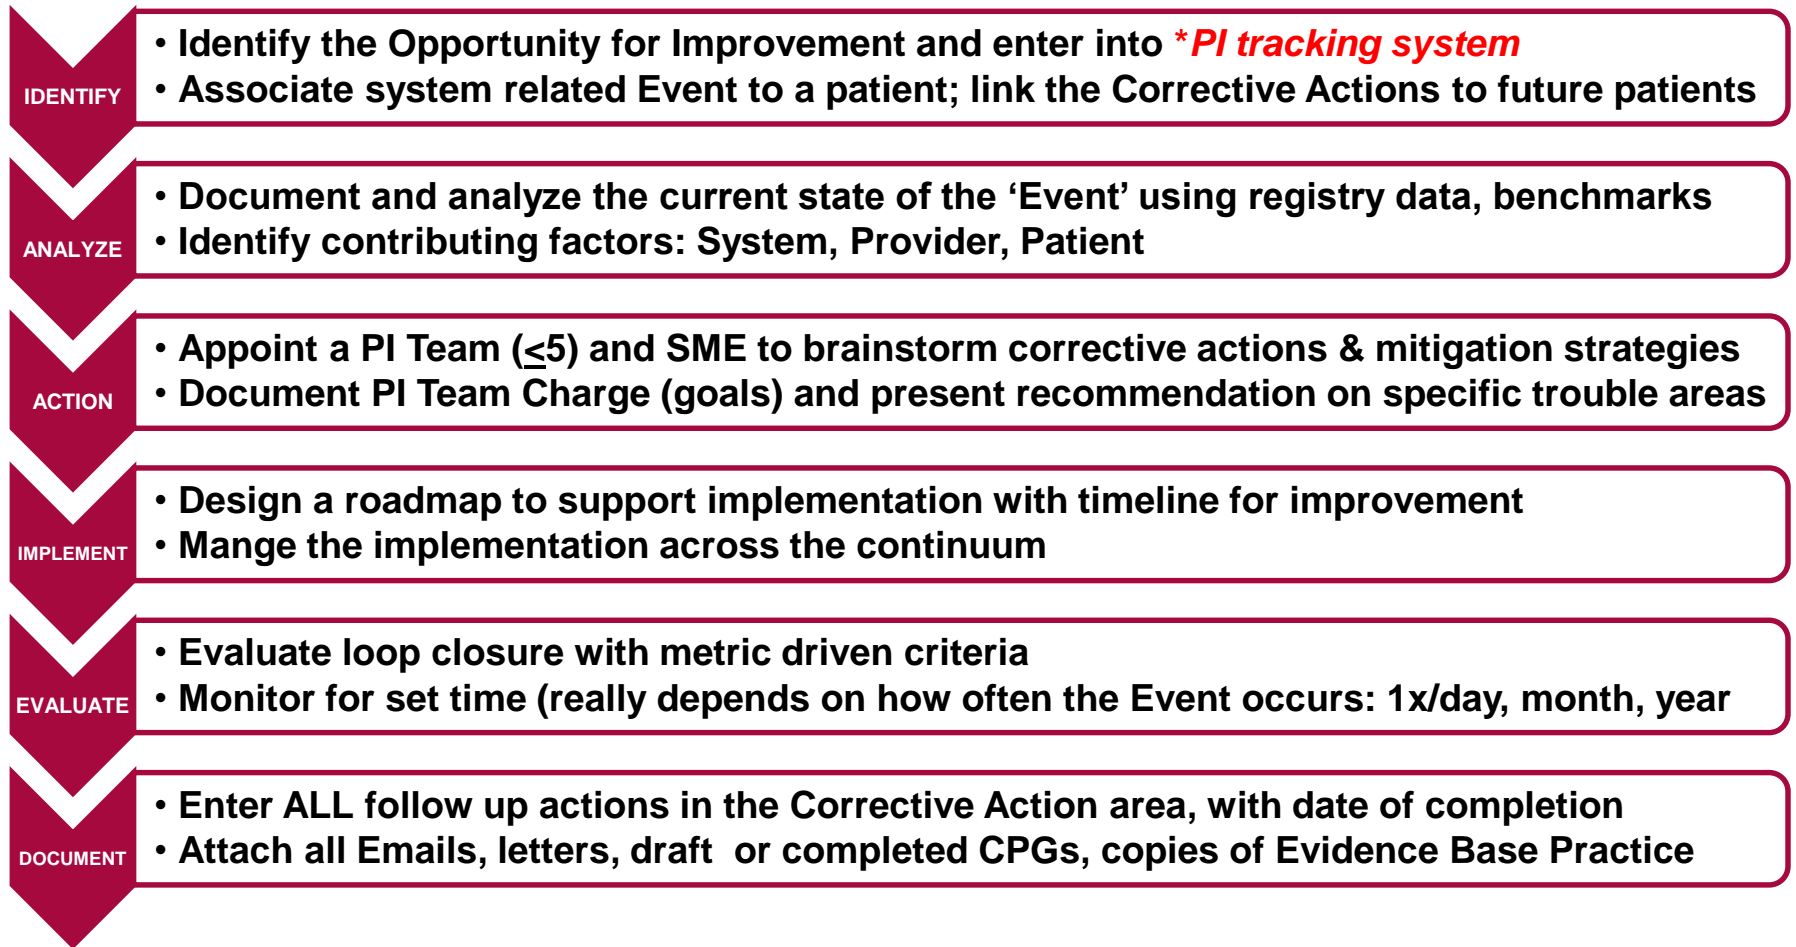 IDENTIFY
• Identify the Opportunity for Improvement and enter into *PI tracking system
• Associate system related Event to a patient; link the Corrective Actions to future patients
ANALYZE
• Document and analyze the current state of the ‘Event’ using registry data, benchmarks
• Identify contributing factors: System, Provider, Patient
ACTION
• Appoint a PI Team (<5) and SME to brainstorm corrective actions & mitigation strategies
• Document PI Team Charge (goals) and present recommendation on specific trouble areas
IMPLEMENT
• Design a roadmap to support implementation with timeline for improvement
• Mange the implementation across the continuum
EVALUATE
• Evaluate loop closure with metric driven criteria
• Monitor for set time (really depends on how often the Event occurs: 1x/day, month, year
DOCUMENT
• Enter ALL follow up actions in the Corrective Action area, with date of completion
• Attach all Emails, letters, draft  or completed CPGs, copies of Evidence Base Practice